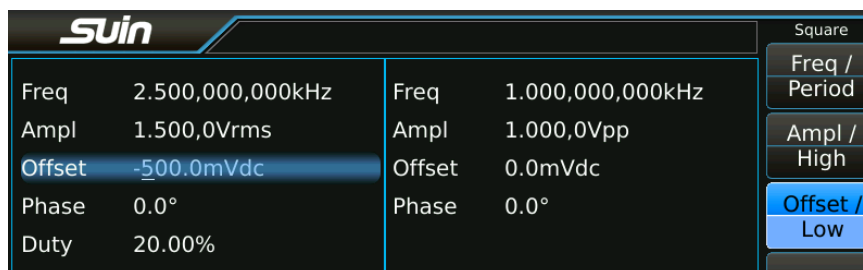 suin
Square
Freq 2.500,000,000kHz
Ampl 1.500,0Vrms
Offset -500.0mVdc
Phase 0.0°
Duty 20.00%
Freq 1.000,000,000kHz
Ampl 1.000,0Vpp
Offset 0.0mVdc
Phase 0.0°
Freq /
Period
Ampl /
High
Offset /
Low